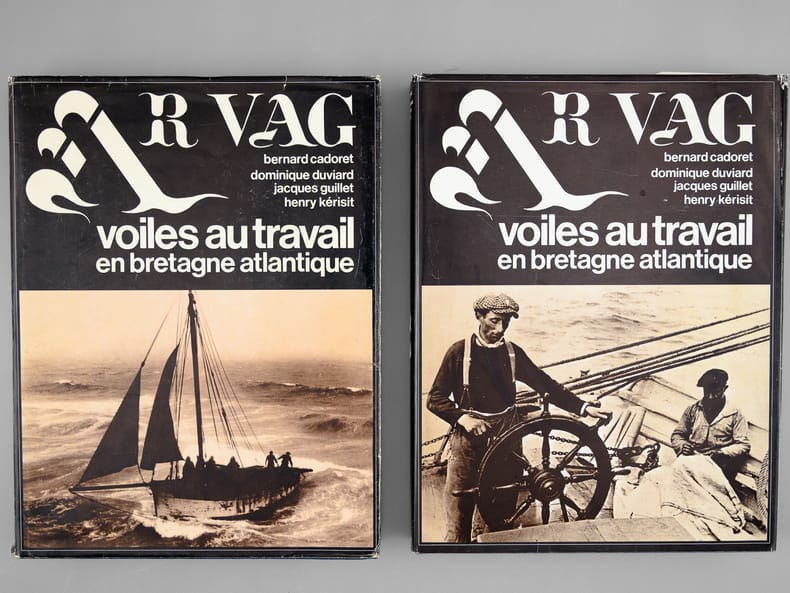 AR VAG
bernard cadoret
dominique duviard
jacques guillet
henry kérisit
voiles au travail
en bretagne atlantique
AR VAG
bernard cadoret
dominique duviard
jacques guillet
henry kérisit
voiles au travail
en bretagne atlantique